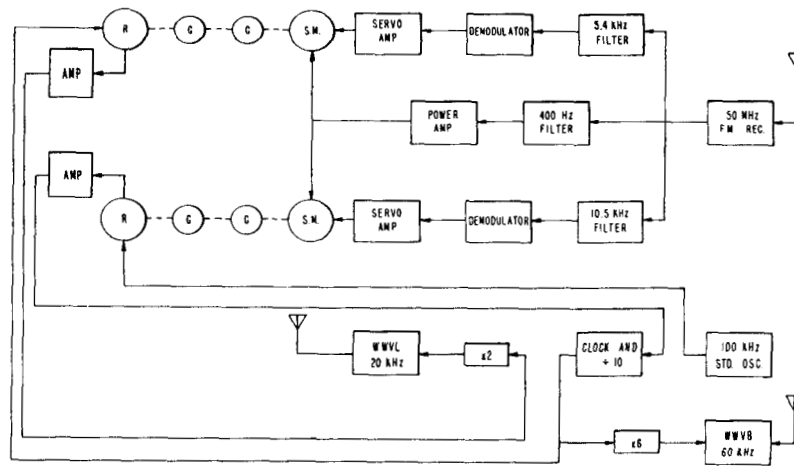 R
G
G
S.M.
SERVO
AMP
DEMODULATOR
5.4 KHz
FILTER
AMP
POWER
AMP
400 Hz
FILTER
50 MHz
FM REC.
AMP
R
G
G
S.M.
SERVO
AMP
DEMODULATOR
10.5 KHz
FILTER
WWVL
20 KHz
x2
CLOCK AND
÷ 10
100 KHz
STD. OSC.
x6
WWVB
60 KHz